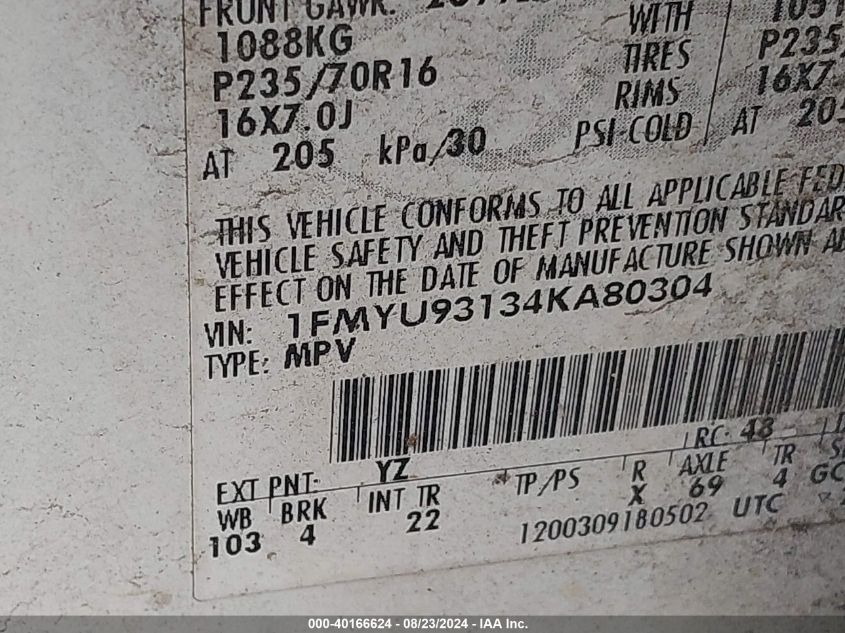 FRONT GAWR:
1088KG WITH
P235/70R16 TIRES P235
16X7.0J RIMS 16X7
AT 205 kPa/30 PSI-COLD AT 205
THIS VEHICLE CONFORMS TO ALL APPLICABLE FED
VEHICLE SAFETY AND THEFT PREVENTION STANDAR
EFFECT ON THE DATE OF MANUFACTURE SHOWN A
VIN: 1FMYU93134KA80304
TYPE: MPV
EXT PNT: YZ RC: 48
WB BRK INT TR TP/PS R AXLE TR
103 4 22 X 69 4 GC
1200309180502 UTC
000-40166624 - 08/23/2024 - IAA Inc.